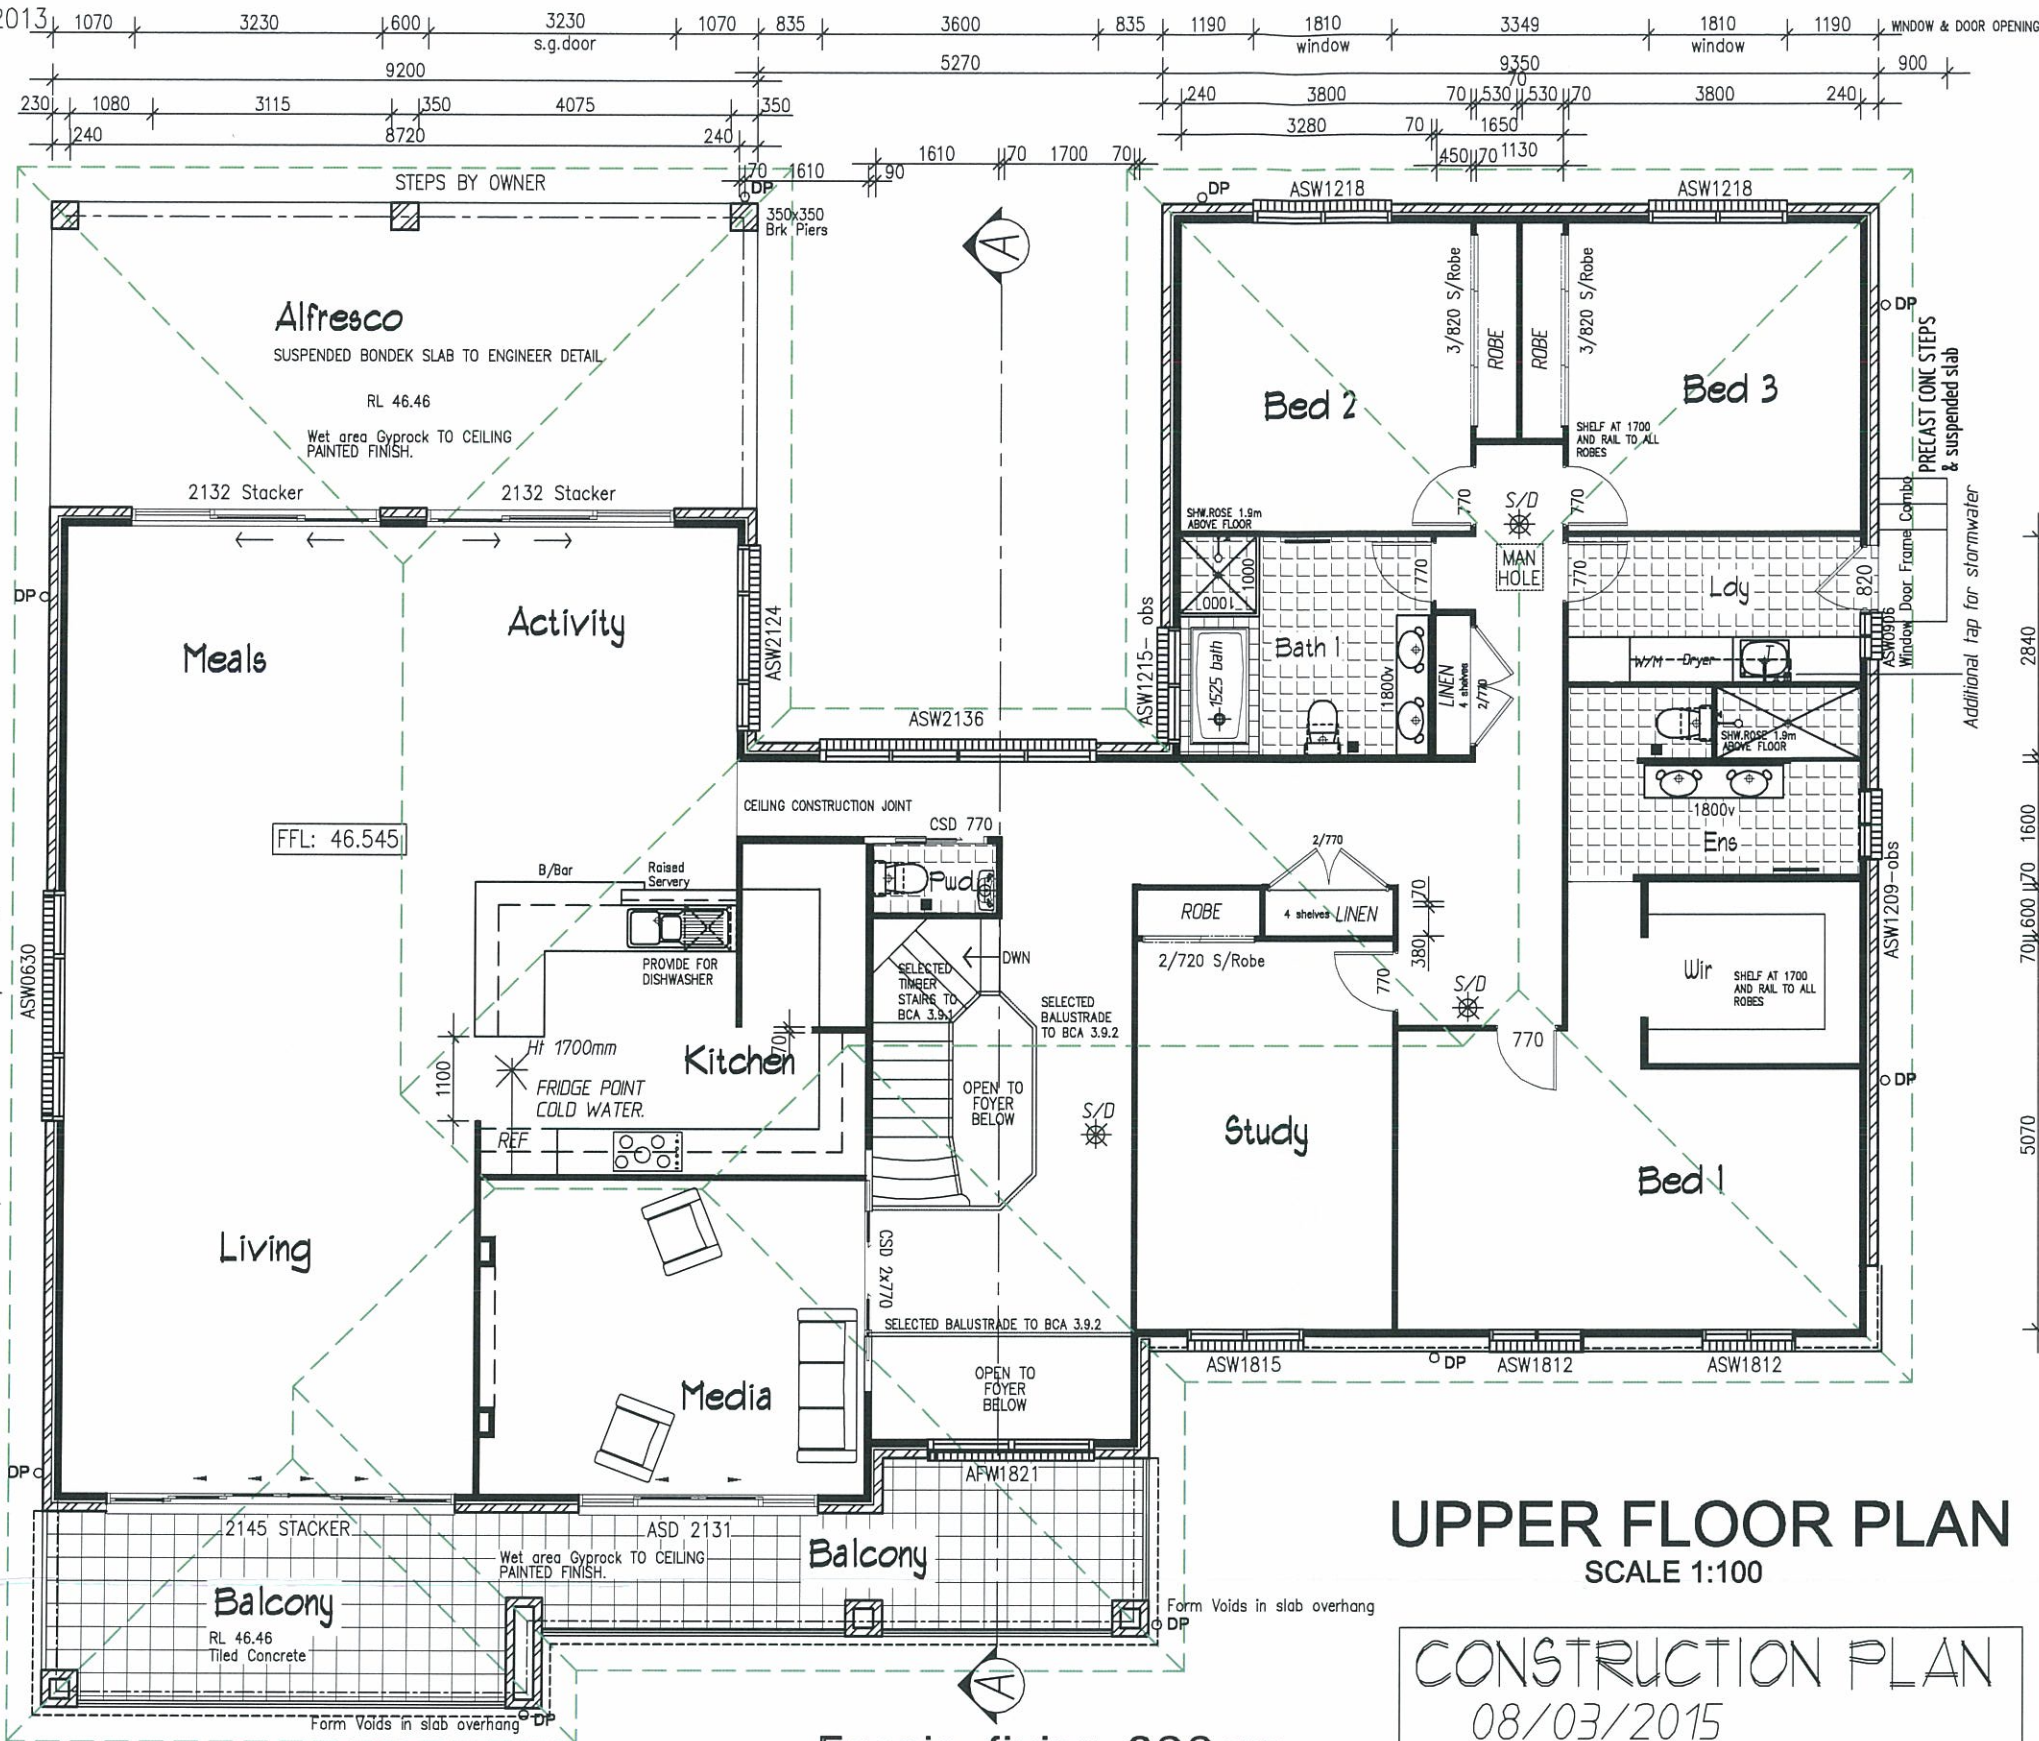 2013
1070 3230 600 3230 1070 835 3600 835 1190 1810 3349 1810 1190 WINDOW & DOOR OPENING
s.g.door window window
9200 5270 9350 900
70
230 1080 3115 350 4075 350 240 3800 70 530 530 70 3800 240
240 8720 240 3280 70 1650
1610 70 1700 70 450 70 1130
70 1610 90
STEPS BY OWNER
DP
350x350
Brk Piers
A
DP
ASW1218
ASW1218
Alfresco
SUSPENDED BONDEK SLAB TO ENGINEER DETAIL
RL 46.46
Wet area Gyprock TO CEILING
PAINTED FINISH.
2132 Stacker
2132 Stacker
Bed 2
3/820 S/Robe
ROBE
ROBE
3/820 S/Robe
Bed 3
SHELF AT 1700
AND RAIL TO ALL
ROBES
DP
PRECAST CONC STEPS
& suspended slab
770
S/D
770
MAN
HOLE
SHW.ROSE 1.9m
ABOVE FLOOR
1000
1000
770
770
Ldy
820
Window Door Frame Combo
ASW0906
Additional tap for stormwater
2840
DP
Meals
Activity
ASW2124
ASW1215- obs
1525 bath
Bath 1
1800v
LINEN
4 shelves
2/770
W/M Dryer
ASW2136
SHW.ROSE 1.9m
ABOVE FLOOR
1800v
Ens
1600
ASW1209-obs
CEILING CONSTRUCTION JOINT
CSD 770
Pwd
FFL: 46.545
B/Bar
Raised
Servery
2/770
ROBE
4 shelves LINEN
70
380
2/720 S/Robe
770
70
600
70
PROVIDE FOR
DISHWASHER
SELECTED
TIMBER
STAIRS TO
BCA 3.9.1
DWN
SELECTED
BALUSTRADE
TO BCA 3.9.2
ASW0630
Wir
SHELF AT 1700
AND RAIL TO ALL
ROBES
S/D
770
1100
Ht 1700mm
FRIDGE POINT
COLD WATER.
Kitchen
70
REF
OPEN TO
FOYER
BELOW
S/D
Study
Bed 1
DP
5070
Living
CSD 2x770
SELECTED BALUSTRADE TO BCA 3.9.2
Media
OPEN TO
FOYER
BELOW
ASW1815
DP
ASW1812
ASW1812
AFW1821
DP
2145 STACKER
ASD 2131
Wet area Gyprock TO CEILING
PAINTED FINISH.
Balcony
Balcony
RL 46.46
Tiled Concrete
Form Voids in slab overhang
DP
Form Voids in slab overhang
DP
A
UPPER FLOOR PLAN
SCALE 1:100
CONSTRUCTION PLAN
08/03/2015